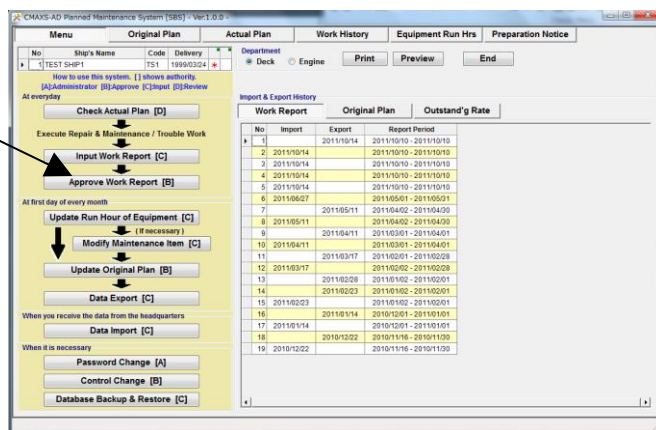 CMAXS-AD Planned Maintenance System [SBS] - Ver.1.0.0 -
Menu Original Plan Actual Plan Work History Equipment Run Hrs Preparation Notice
No Ship's Name Code Delivery
1 TEST SHIP1 TS1 1999/03/24 *
Department
Deck Engine Print Preview End
How to use this system. [ ] shows authority.
[A]:Administrator [B]:Approve [C]:Input [D]:Review
At everyday
Check Actual Plan [D]
Execute Repair & Maintenance / Trouble Work
Input Work Report [C]
Approve Work Report [B]
At first day of every month
Update Run Hour of Equipment [C]
( If necessary )
Modify Maintenance Item [C]
Update Original Plan [B]
Data Export [C]
When you receive the data from the headquarters
Data Import [C]
When it is necessary
Password Change [A]
Control Change [B]
Database Backup & Restore [C]
Import & Export History
Work Report Original Plan Outstand'g Rate
No Import Export Report Period
1 2011/10/14 2011/10/10 - 2011/10/10
2 2011/10/14 2011/10/10 - 2011/10/10
3 2011/10/14 2011/10/10 - 2011/10/10
4 2011/10/14 2011/10/10 - 2011/10/10
5 2011/10/14 2011/10/10 - 2011/10/10
6 2011/06/27 2011/05/01 - 2011/05/31
7 2011/05/11 2011/04/02 - 2011/04/30
8 2011/05/11 2011/04/02 - 2011/04/30
9 2011/04/11 2011/03/01 - 2011/04/01
10 2011/04/11 2011/03/01 - 2011/04/01
11 2011/03/17 2011/02/01 - 2011/02/28
12 2011/03/17 2011/02/02 - 2011/02/28
13 2011/02/28 2011/01/02 - 2011/02/01
14 2011/02/23 2011/01/02 - 2011/02/01
15 2011/02/23 2011/01/02 - 2011/02/01
16 2011/01/14 2010/12/01 - 2011/01/01
17 2011/01/14 2010/12/01 - 2011/01/01
18 2010/12/22 2010/11/16 - 2010/11/30
19 2010/12/22 2010/11/16 - 2010/11/30